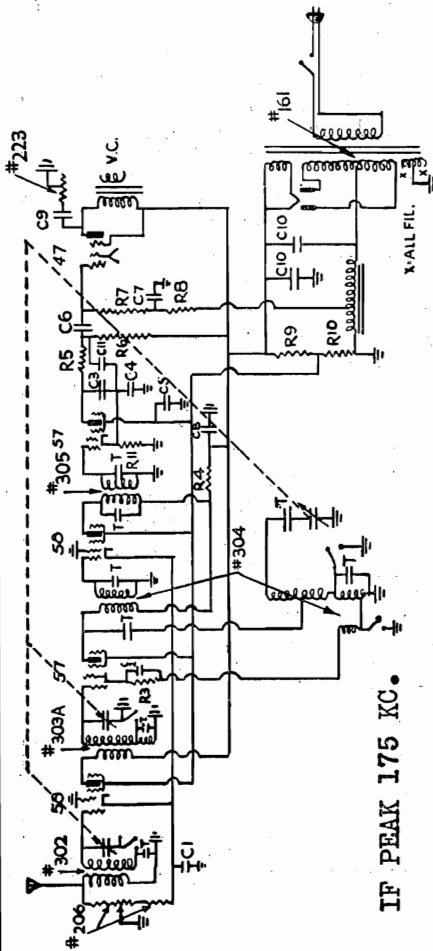 #223
C9
V.C.
47
C6
R7
C7
R8
R5
C3
C11
R6
C4
C5
57
#305
T
R11
T
C8
R4
58
T
T
57
R3
#303A
T
58
#302
T
C1
#206
#161
C10
C10
R9
R10
X
X
X=ALL FIL.
#304
T
T
IF PEAK 175 KC.